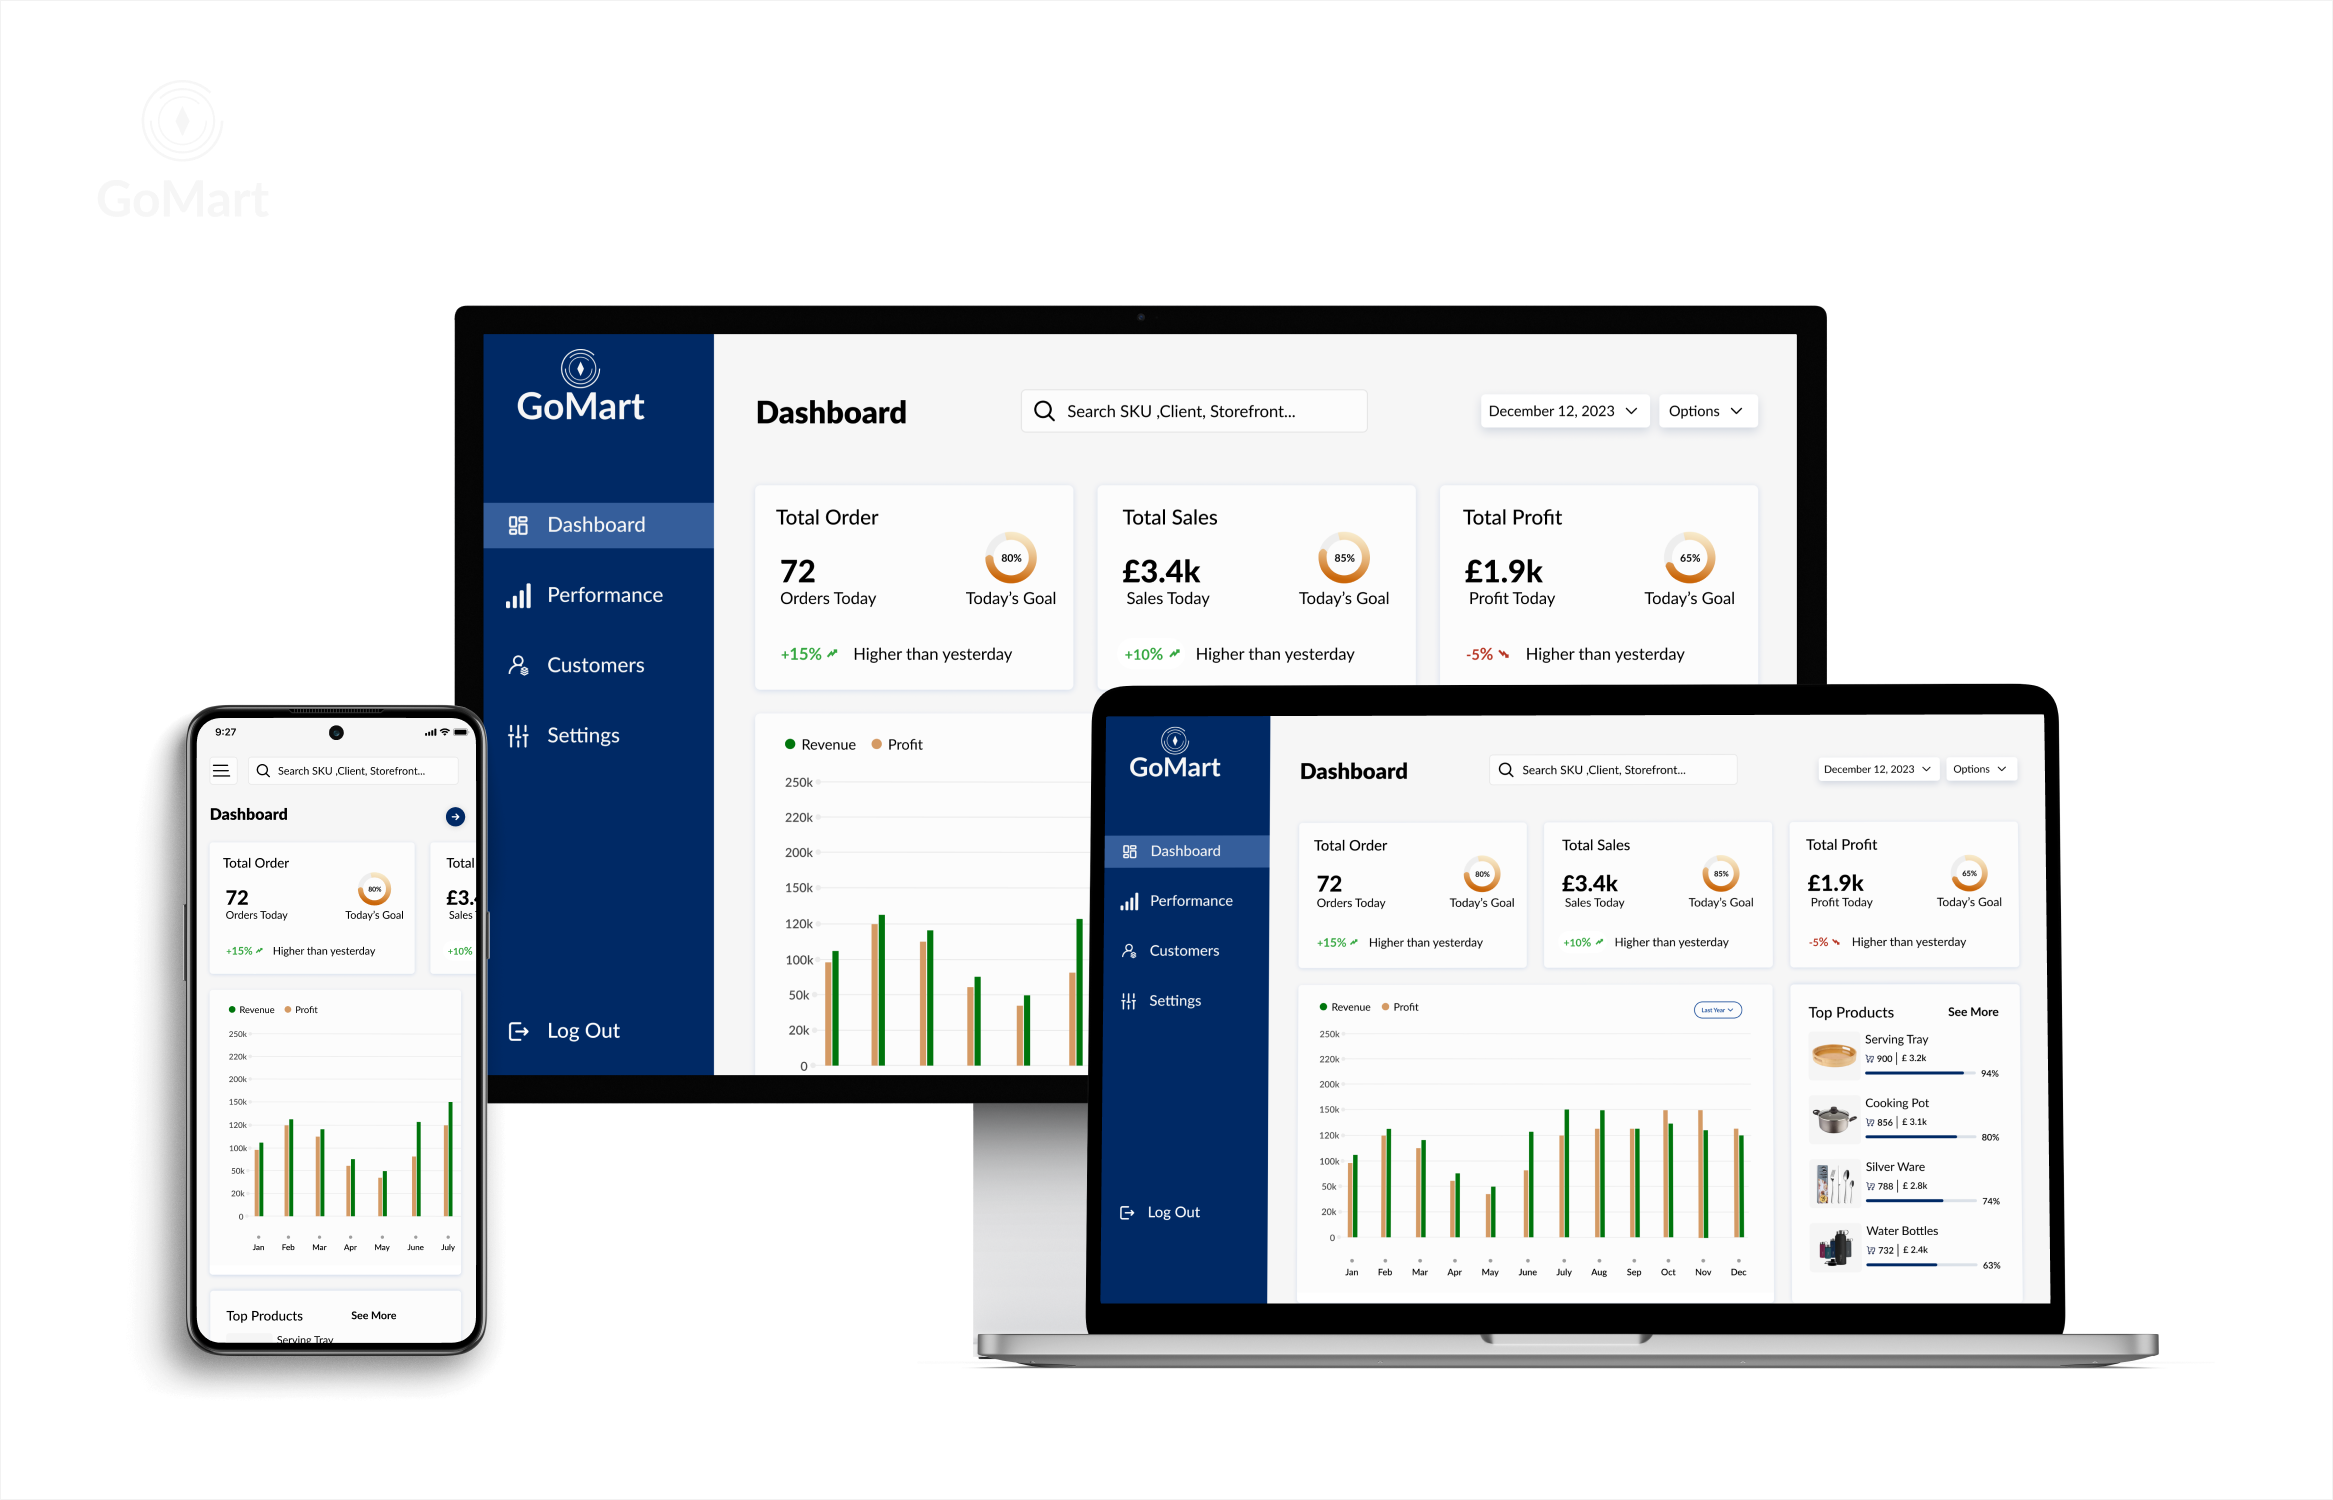 GoMart
GoMart
Dashboard
Search SKU ,Client, Storefront...
December 12, 2023
Options
Dashboard
Performance
Customers
Settings
Log Out
Total Order
72
Orders Today
80%
Today's Goal
+15% Higher than yesterday
Total Sales
£3.4k
Sales Today
85%
Today's Goal
+10% Higher than yesterday
Total Profit
£1.9k
Profit Today
65%
Today's Goal
-5% Higher than yesterday
Revenue Profit
250k
220k
200k
150k
120k
100k
50k
20k
0
9:27
Search SKU ,Client, Storefront...
Dashboard
Total Order
72
Orders Today
80%
Today's Goal
+15% Higher than yesterday
Total
£3.
Sales
+10%
Revenue Profit
250k
220k
200k
150k
120k
100k
50k
20k
0
Jan Feb Mar Apr May June July
Top Products See More
Serving Tray
GoMart
Dashboard
Search SKU ,Client, Storefront...
December 12, 2023
Options
Dashboard
Performance
Customers
Settings
Log Out
Total Order
72
Orders Today
80%
Today's Goal
+15% Higher than yesterday
Total Sales
£3.4k
Sales Today
85%
Today's Goal
+10% Higher than yesterday
Total Profit
£1.9k
Profit Today
65%
Today's Goal
-5% Higher than yesterday
Revenue Profit
Last Year
250k
220k
200k
150k
120k
100k
50k
20k
0
Jan Feb Mar Apr May June July Aug Sep Oct Nov Dec
Top Products See More
Serving Tray
900 | £ 3.2k
94%
Cooking Pot
856 | £ 3.1k
80%
Silver Ware
788 | £ 2.8k
74%
Water Bottles
732 | £ 2.4k
63%